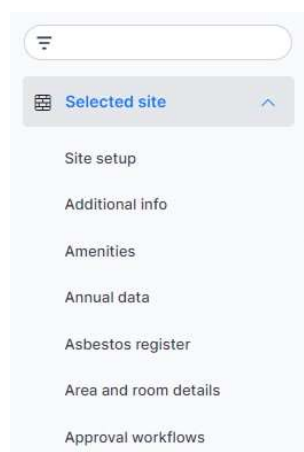 Selected site
Site setup
Additional info
Amenities
Annual data
Asbestos register
Area and room details
Approval workflows